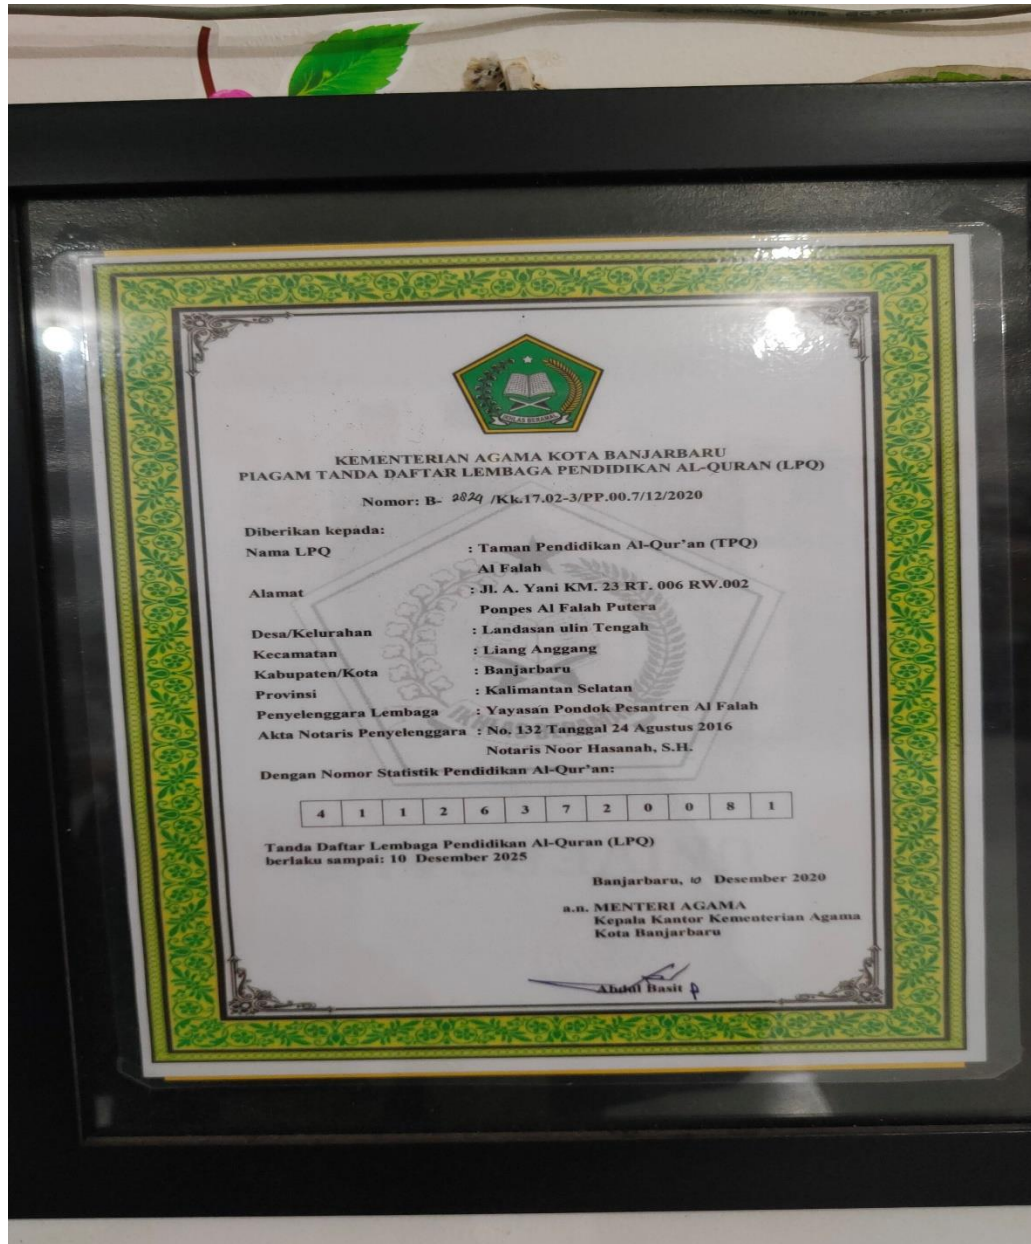 KEMENTERIAN AGAMA KOTA BANJARBARU
PIAGAM TANDA DAFTAR LEMBAGA PENDIDIKAN AL-QURAN (LPQ)
Nomor: B- 2824 /Kk.17.02-3/PP.00.7/12/2020
Diberikan kepada:
Nama LPQ : Taman Pendidikan Al-Qur'an (TPQ)
Al Falah
Alamat : Jl. A. Yani KM. 23 RT. 006 RW.002
Ponpes Al Falah Putera
Desa/Kelurahan : Landasan ulin Tengah
Kecamatan : Liang Anggang
Kabupaten/Kota : Banjarbaru
Provinsi : Kalimantan Selatan
Penyelenggara Lembaga : Yayasan Pondok Pesantren Al Falah
Akta Notaris Penyelenggara : No. 132 Tanggal 24 Agustus 2016
Notaris Noor Hasanah, S.H.
Dengan Nomor Statistik Pendidikan Al-Qur'an:
4 1 1 2 6 3 7 2 0 0 8 1
Tanda Daftar Lembaga Pendidikan Al-Quran (LPQ)
berlaku sampai: 10 Desember 2025
Banjarbaru, 10 Desember 2020
a.n. MENTERI AGAMA
Kepala Kantor Kementerian Agama
Kota Banjarbaru
Abdul Basit